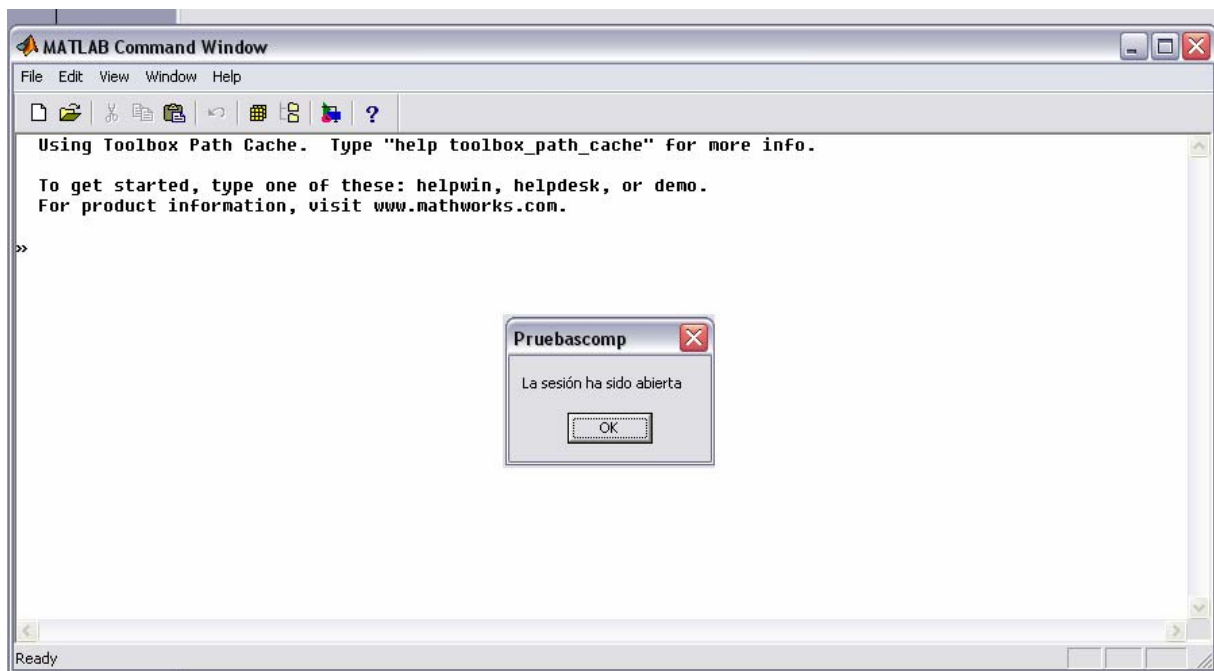 MATLAB Command Window
File Edit View Window Help
?
Using Toolbox Path Cache. Type "help toolbox_path_cache" for more info.
To get started, type one of these: helpwin, helpdesk, or demo.
For product information, visit www.mathworks.com.
»
Pruebascomp
La sesión ha sido abierta
OK
Ready